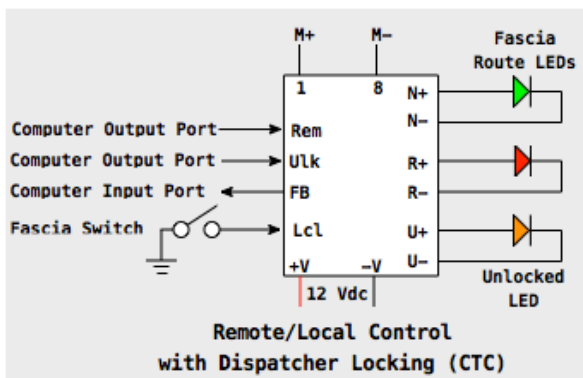 M+ M-
Fascia
Route LEDs
1 8
N+
N-
Computer Output Port Rem
Computer Output Port Ulk
R+
Computer Input Port FB
R-
Fascia Switch Lcl
U+
U-
+V -V
Unlocked
LED
12 Vdc
Remote/Local Control
with Dispatcher Locking (CTC)